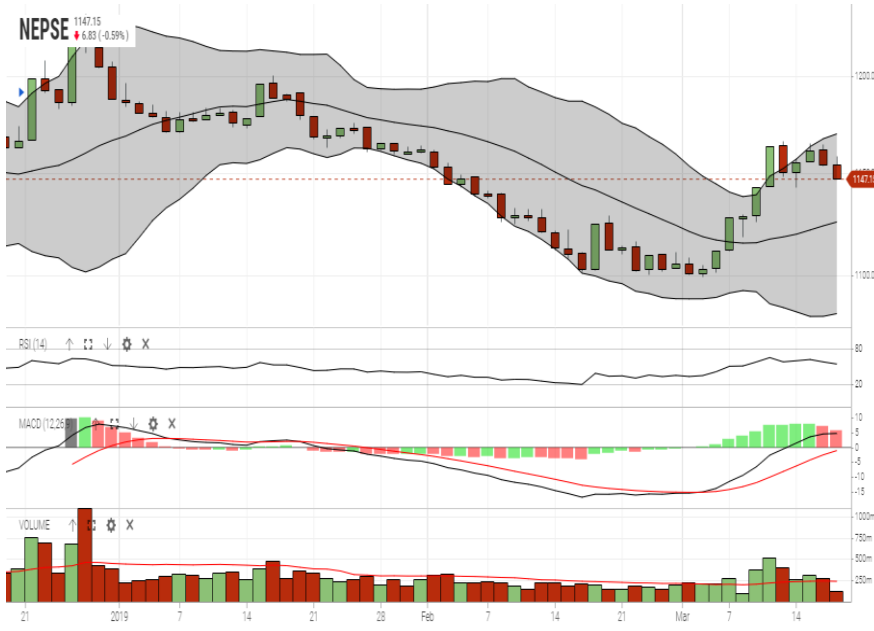 NEPSE 1147.15
6.83 (-0.59%)
1200.0
1147.15
1100.0
RSI (14)
80
20
MACD (12,26,9)
10
5
0
-5
-10
-15
VOLUME
1000m
750m
500m
250m
21 2019 7 14 21 28 Feb 7 14 21 Mar 7 14